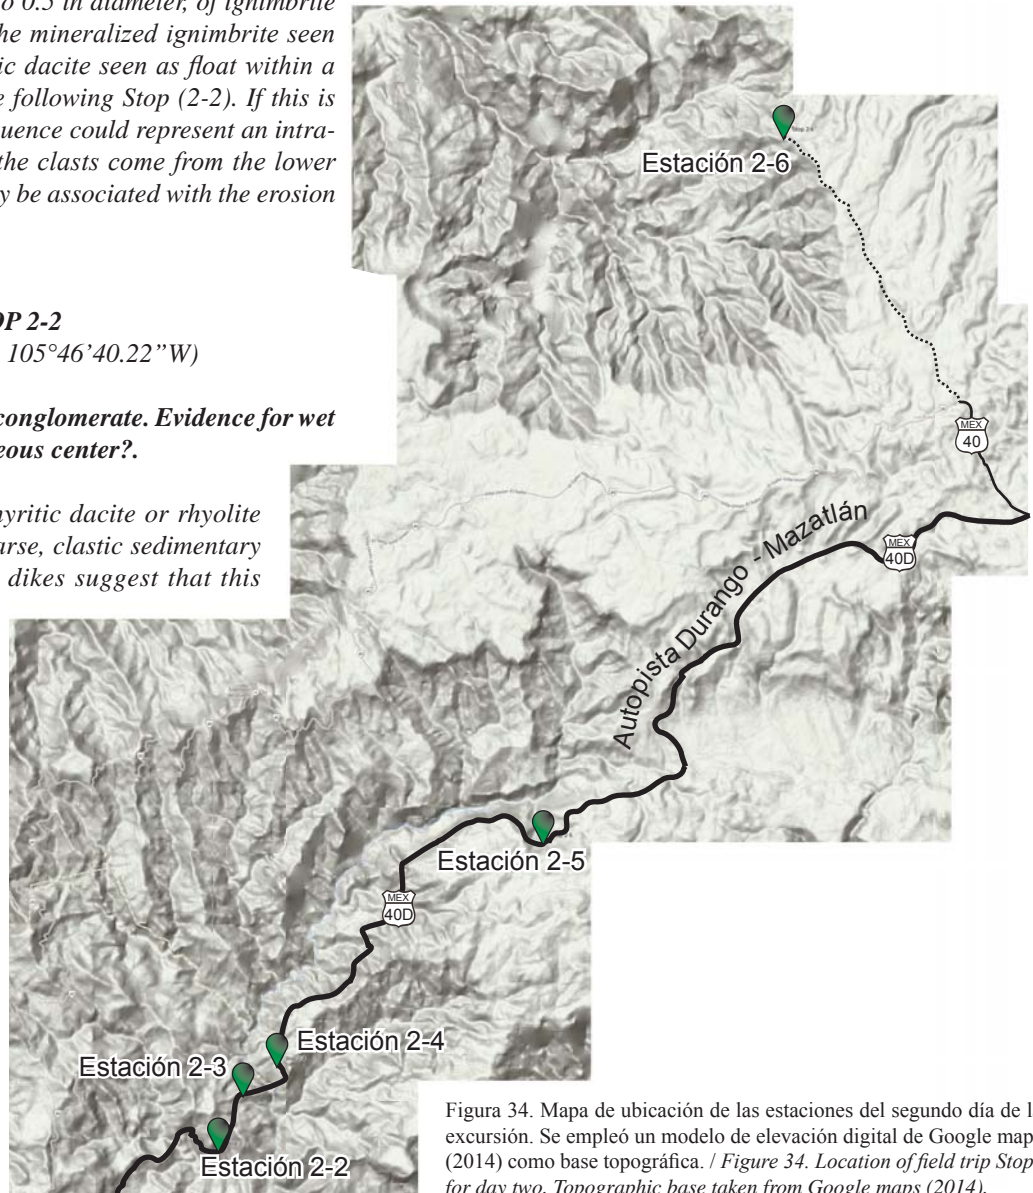 o 0.5 in diameter, of ignimbrite
he mineralized ignimbrite seen
ic dacite seen as float within a
e following Stop (2-2). If this is
uence could represent an intra-
the clasts come from the lower
y be associated with the erosion
OP 2-2
105°46’40.22”W)
conglomerate. Evidence for wet
eous center?.
yritic dacite or rhyolite
arse, clastic sedimentary
dikes suggest that this
Stop 2-6
Estación 2-6
MEX
40
Autopista Durango - Mazatlán
MEX
40D
Estación 2-5
MEX
40D
Estación 2-4
Estación 2-3
Estación 2-2
Figura 34. Mapa de ubicación de las estaciones del segundo día de l
excursión. Se empleó un modelo de elevación digital de Google map
(2014) como base topográfica. / Figure 34. Location of field trip Stop
for day two. Topographic base taken from Google maps (2014).